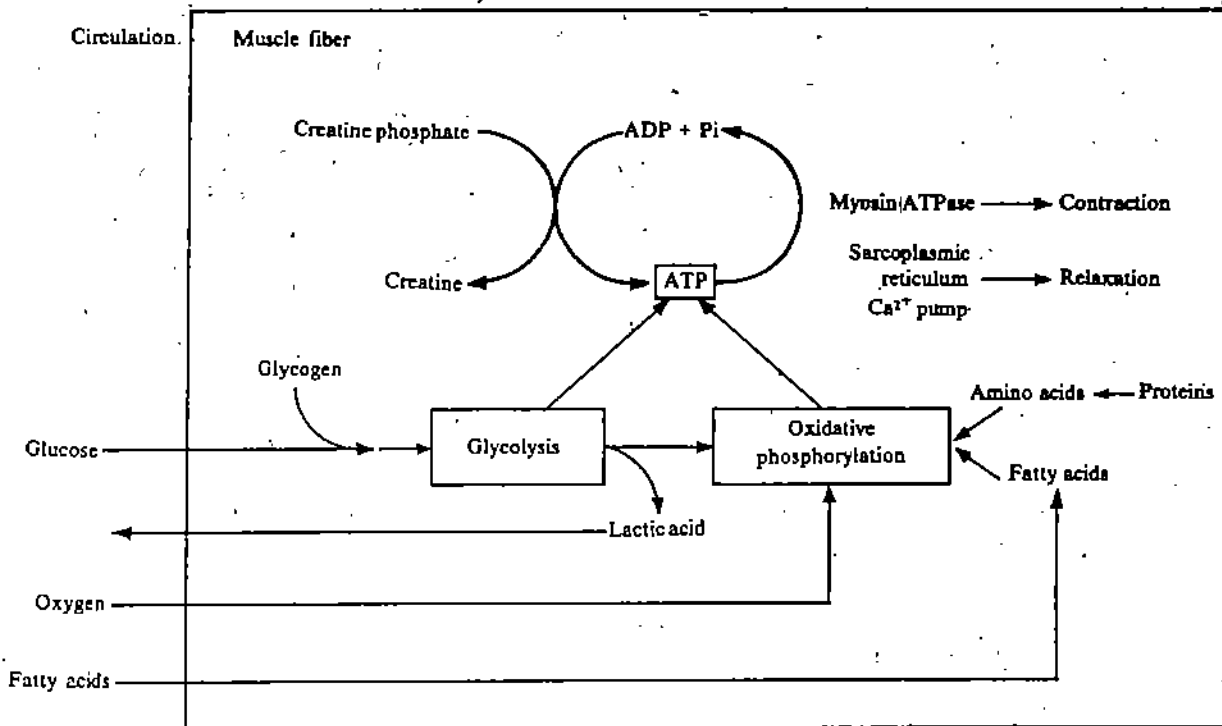 Circulation
Muscle fiber
Creatine phosphate
ADP + Pi
Myosin ATPase
Contraction
Sarcoplasmic
reticulum
Ca²⁺ pump
Relaxation
Creatine
ATP
Glycogen
Amino acids
Proteins
Glucose
Glycolysis
Oxidative
phosphorylation
Fatty acids
Lactic acid
Oxygen
Fatty acids